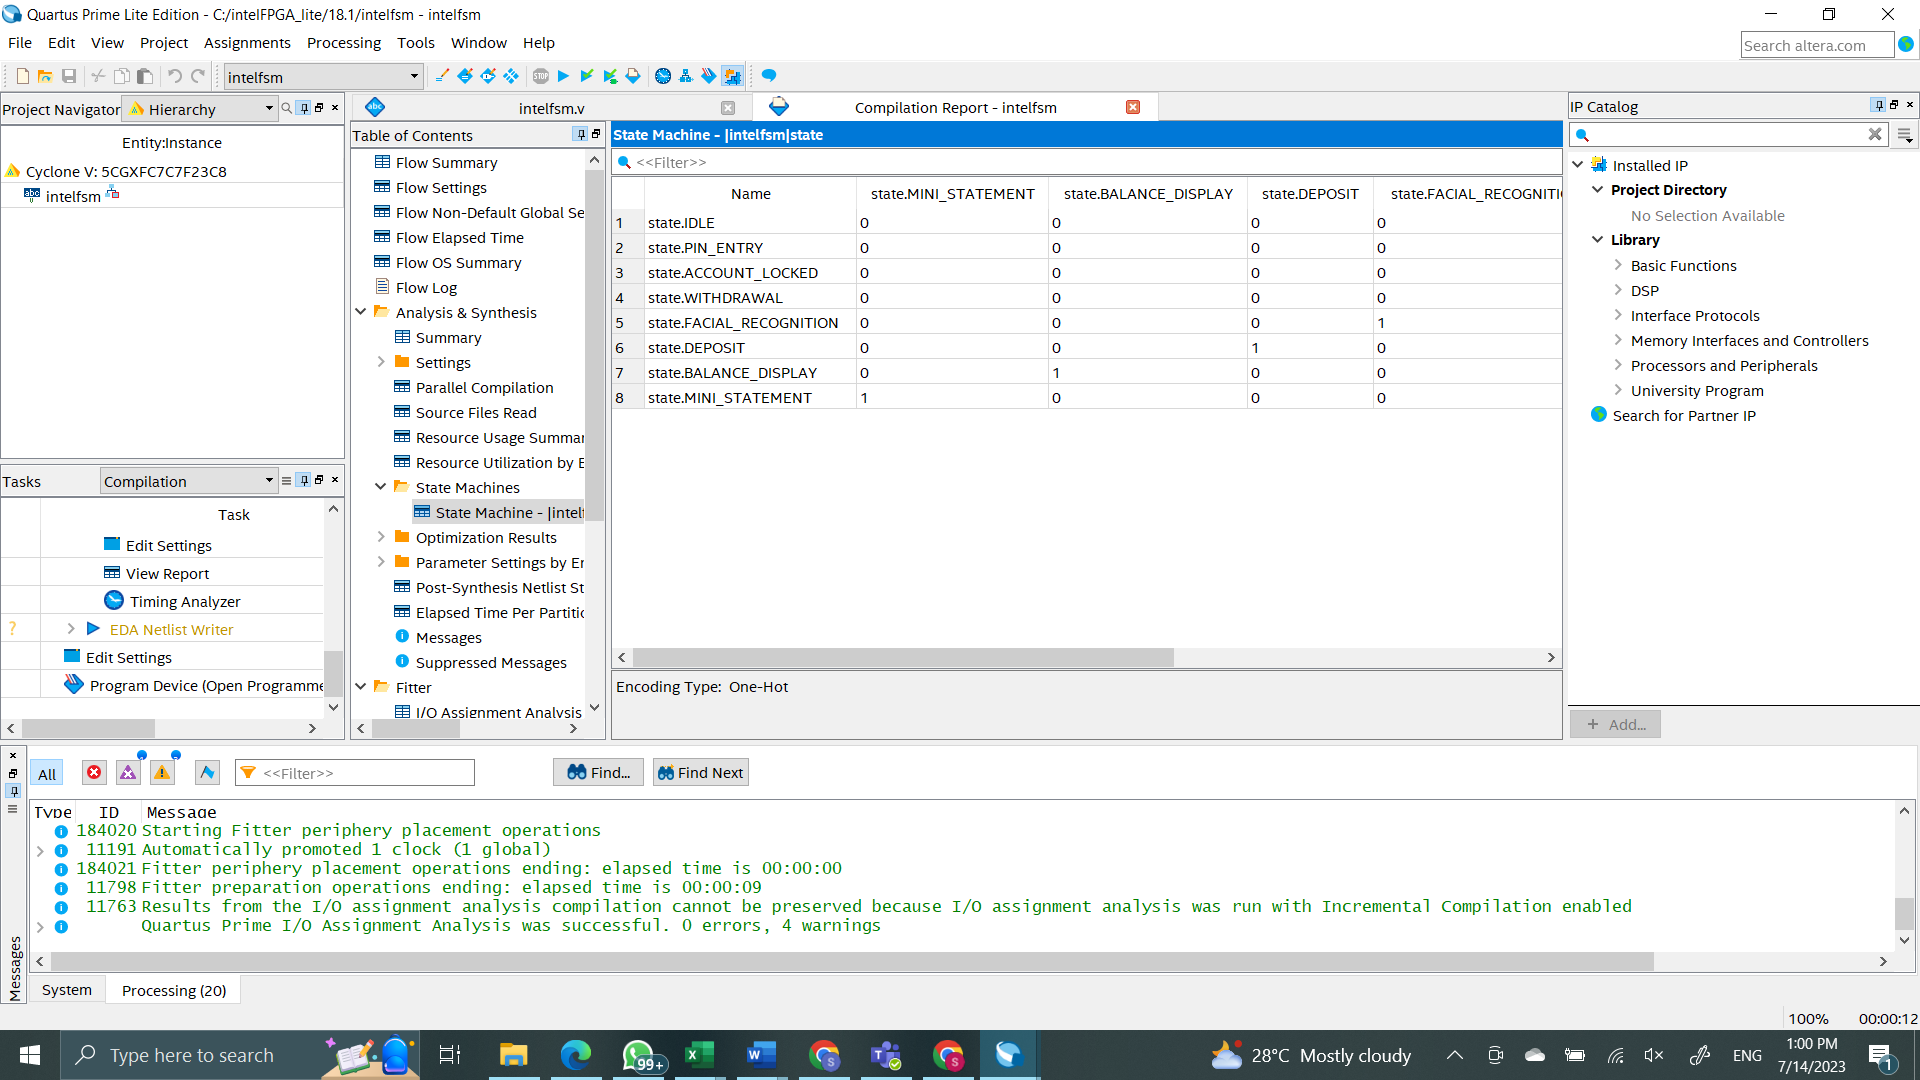 Quartus Prime Lite Edition - C:/intelFPGA_lite/18.1/intelfsm - intelfsm
File Edit View Project Assignments Processing Tools Window Help
Search altera.com
intelfsm
Project Navigator Hierarchy
Entity:Instance
Cyclone V: 5CGXFC7C7F23C8
intelfsm
Tasks Compilation
Task
Edit Settings
View Report
Timing Analyzer
EDA Netlist Writer
Edit Settings
Program Device (Open Programme
intelfsm.v
Compilation Report - intelfsm
Table of Contents
Flow Summary
Flow Settings
Flow Non-Default Global Se
Flow Elapsed Time
Flow OS Summary
Flow Log
Analysis & Synthesis
Summary
Settings
Parallel Compilation
Source Files Read
Resource Usage Summar
Resource Utilization by E
State Machines
State Machine - |intelf
Optimization Results
Parameter Settings by Er
Post-Synthesis Netlist St
Elapsed Time Per Partitic
Messages
Suppressed Messages
Fitter
I/O Assignment Analysis
State Machine - |intelfsm|state
<<Filter>>
Name state.MINI_STATEMENT state.BALANCE_DISPLAY state.DEPOSIT state.FACIAL_RECOGNITIO
1 state.IDLE 0 0 0 0
2 state.PIN_ENTRY 0 0 0 0
3 state.ACCOUNT_LOCKED 0 0 0 0
4 state.WITHDRAWAL 0 0 0 0
5 state.FACIAL_RECOGNITION 0 0 0 1
6 state.DEPOSIT 0 0 1 0
7 state.BALANCE_DISPLAY 0 1 0 0
8 state.MINI_STATEMENT 1 0 0 0
Encoding Type: One-Hot
IP Catalog
Installed IP
Project Directory
No Selection Available
Library
Basic Functions
DSP
Interface Protocols
Memory Interfaces and Controllers
Processors and Peripherals
University Program
Search for Partner IP
+ Add...
All
<<Filter>>
Find...
Find Next
Type ID Message
184020 Starting Fitter periphery placement operations
11191 Automatically promoted 1 clock (1 global)
184021 Fitter periphery placement operations ending: elapsed time is 00:00:00
11798 Fitter preparation operations ending: elapsed time is 00:00:09
11763 Results from the I/O assignment analysis compilation cannot be preserved because I/O assignment analysis was run with Incremental Compilation enabled
Quartus Prime I/O Assignment Analysis was successful. 0 errors, 4 warnings
Messages
System Processing (20)
100% 00:00:12
Type here to search
99+
28°C Mostly cloudy
ENG
1:00 PM
7/14/2023
1